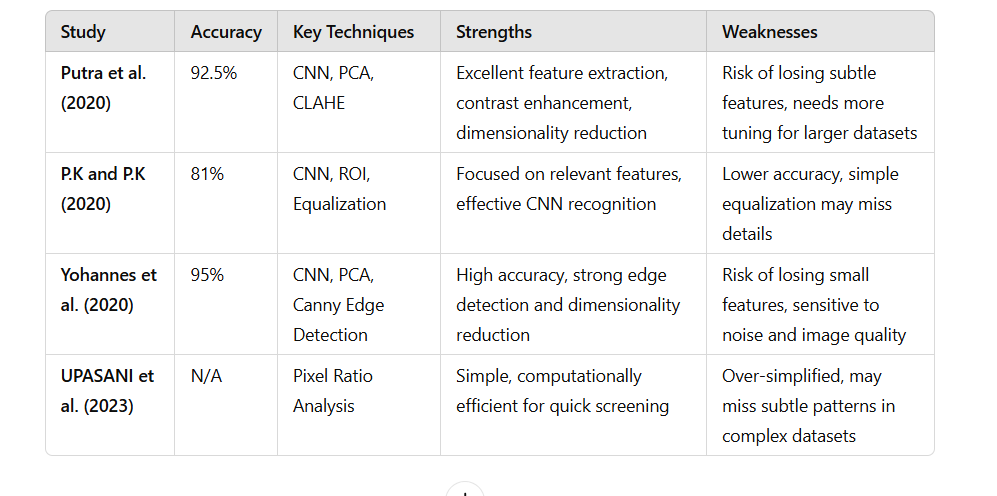 Study Accuracy Key Techniques Strengths Weaknesses
Putra et al. 92.5% CNN, PCA, Excellent feature extraction, Risk of losing subtle
(2020) CLAHE contrast enhancement, features, needs more
dimensionality reduction tuning for larger datasets
P.K and P.K 81% CNN, ROI, Focused on relevant features, Lower accuracy, simple
(2020) Equalization effective CNN recognition equalization may miss
details
Yohannes et 95% CNN, PCA, High accuracy, strong edge Risk of losing small
al. (2020) Canny Edge detection and dimensionality features, sensitive to
Detection reduction noise and image quality
UPASANI et N/A Pixel Ratio Simple, computationally Over-simplified, may
al. (2023) Analysis efficient for quick screening miss subtle patterns in
complex datasets